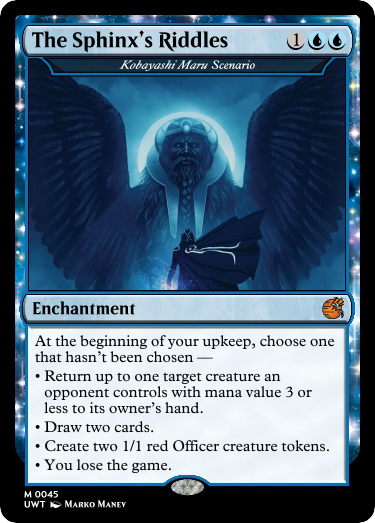 The Sphinx's Riddles 1
Kobayashi Maru Scenario
Enchantment
At the beginning of your upkeep, choose one
that hasn't been chosen —
• Return up to one target creature an
opponent controls with mana value 3 or
less to its owner's hand.
• Draw two cards.
• Create two 1/1 red Officer creature tokens.
• You lose the game.
M 0045
UWT Marko Manev